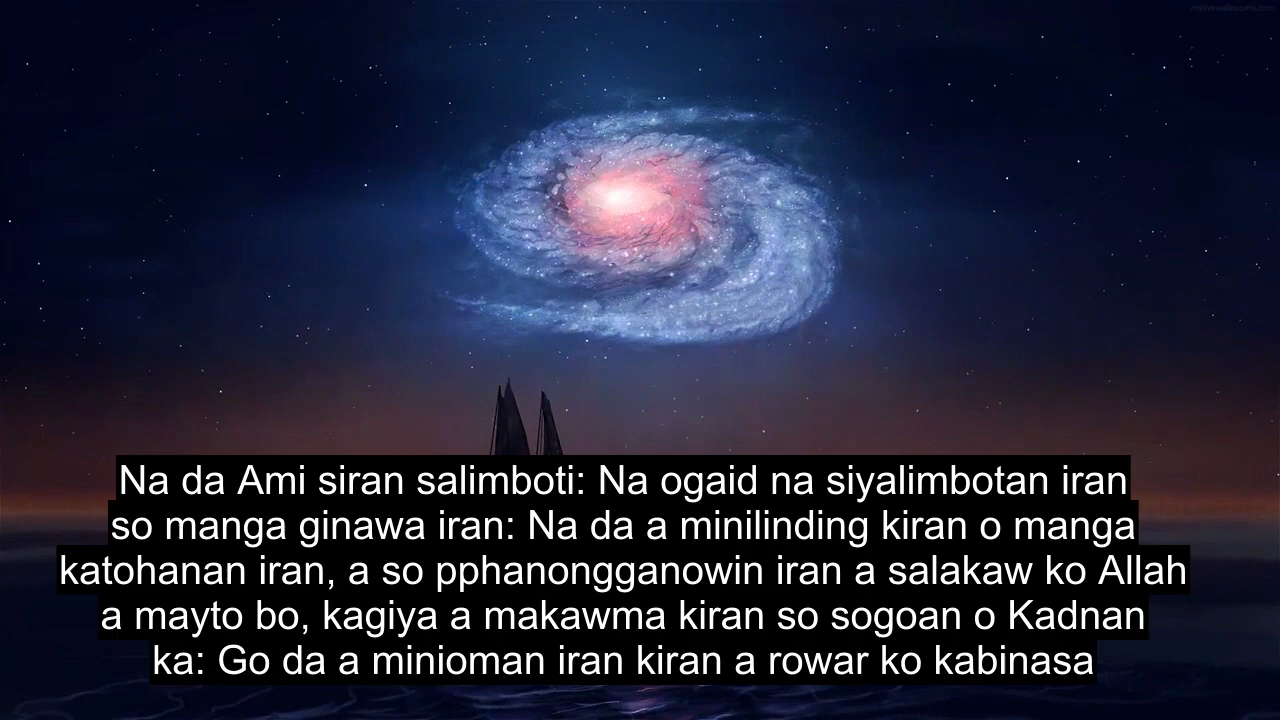 mylivewallpapers.com
Na da Ami siran salimboti: Na ogaid na siyalimbotan iran
so manga ginawa iran: Na da a minilinding kiran o manga
katohanan iran, a so pphanongganowin iran a salakaw ko Allah
a mayto bo, kagiya a makawma kiran so sogoan o Kadnan
ka: Go da a minioman iran kiran a rowar ko kabinasa